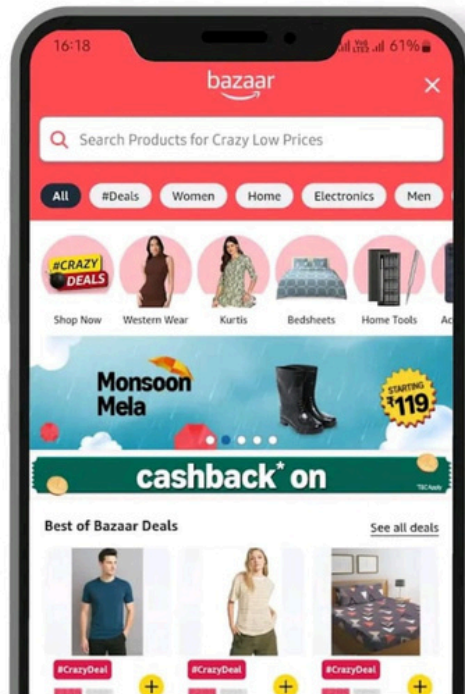 16:18
61%
bazaar
Search Products for Crazy Low Prices
All #Deals Women Home Electronics Men
#CRAZY
DEALS
Shop Now Western Wear Kurtis Bedsheets Home Tools
Monsoon
Mela
STARTING
₹119
cashback* on
T&C Apply
Best of Bazaar Deals See all deals
#CrazyDeal #CrazyDeal #CrazyDeal